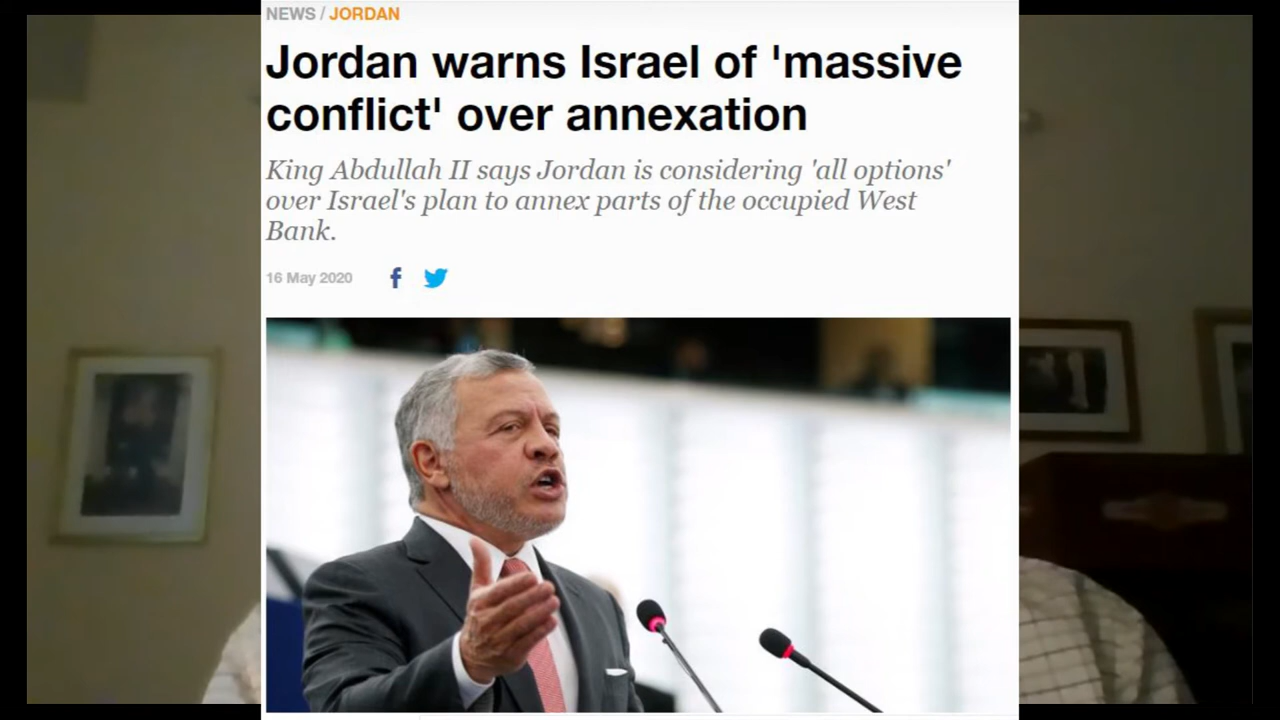 NEWS / JORDAN
Jordan warns Israel of 'massive
conflict' over annexation
King Abdullah II says Jordan is considering 'all options'
over Israel's plan to annex parts of the occupied West
Bank.
16 May 2020